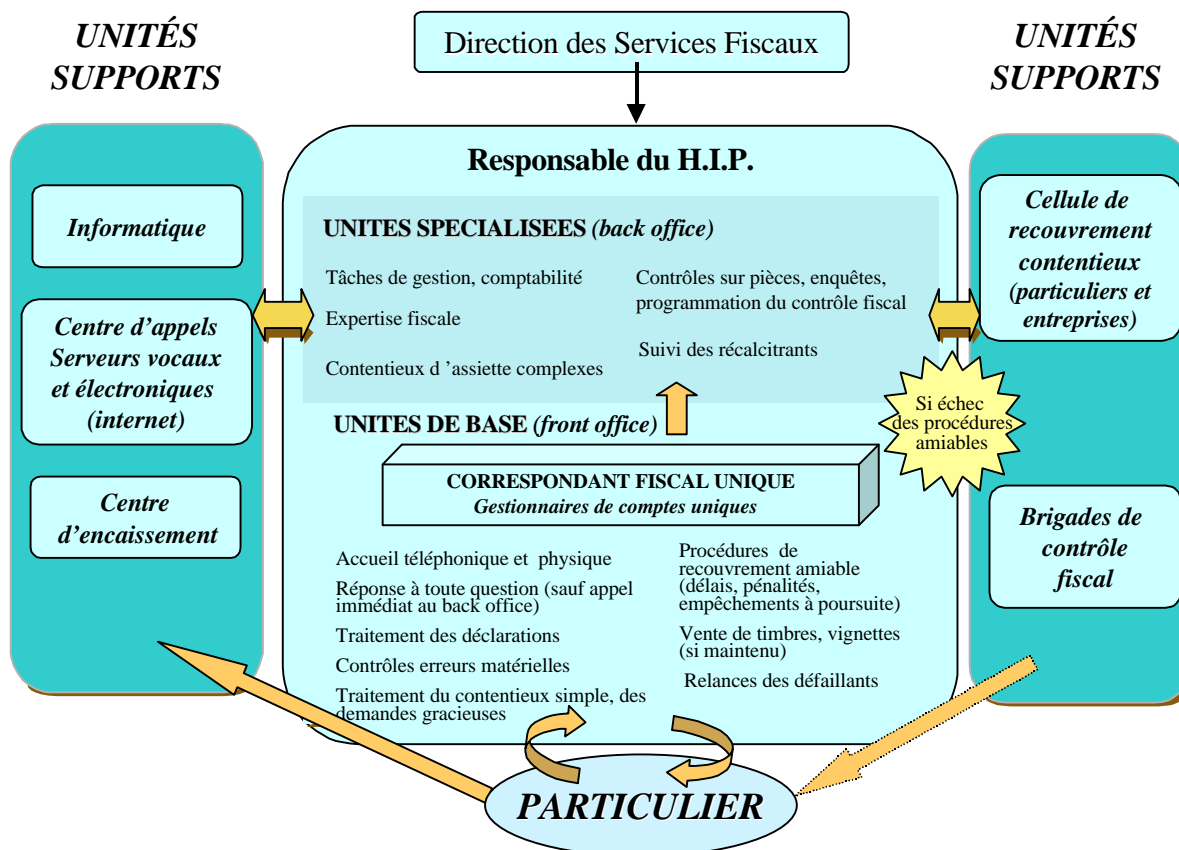 UNITÉS
SUPPORTS
Direction des Services Fiscaux
UNITÉS
SUPPORTS
Informatique
Centre d'appels
Serveurs vocaux
et électroniques
(internet)
Centre
d'encaissement
Responsable du H.I.P.
UNITES SPECIALISEES (back office)
Tâches de gestion, comptabilité
Expertise fiscale
Contentieux d 'assiette complexes
Contrôles sur pièces, enquêtes,
programmation du contrôle fiscal
Suivi des récalcitrants
UNITES DE BASE (front office)
CORRESPONDANT FISCAL UNIQUE
Gestionnaires de comptes uniques
Accueil téléphonique et physique
Réponse à toute question (sauf appel
immédiat au back office)
Traitement des déclarations
Contrôles erreurs matérielles
Traitement du contentieux simple, des
demandes gracieuses
Procédures de
recouvrement amiable
(délais, pénalités,
empêchements à poursuite)
Vente de timbres, vignettes
(si maintenu)
Relances des défaillants
Cellule de
recouvrement
contentieux
(particuliers et
entreprises)
Si échec
des procédures
amiables
Brigades de
contrôle
fiscal
PARTICULIER